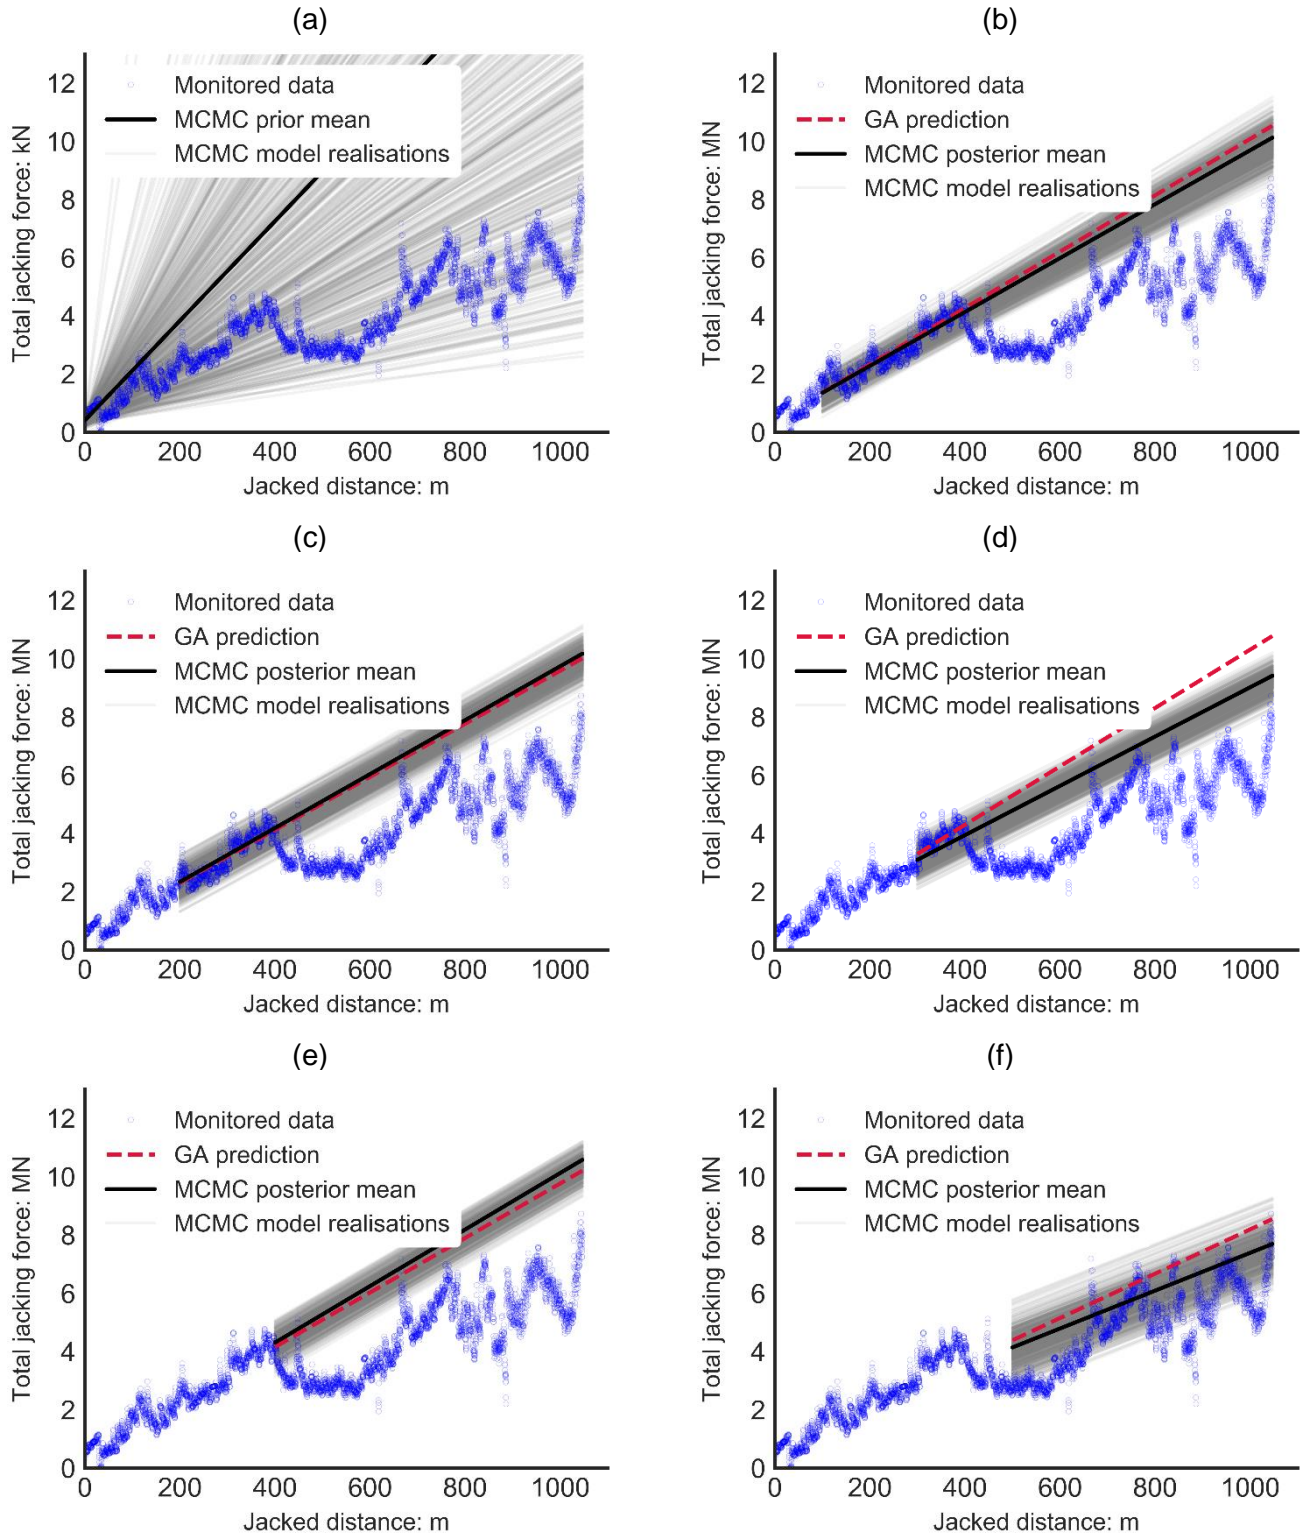 (a)
12
10
8
6
4
2
0
Total jacking force: kN
Monitored data
MCMC prior mean
MCMC model realisations
0 200 400 600 800 1000
Jacked distance: m
(b)
12
10
8
6
4
2
0
Total jacking force: MN
Monitored data
GA prediction
MCMC posterior mean
MCMC model realisations
0 200 400 600 800 1000
Jacked distance: m
(c)
12
10
8
6
4
2
0
Total jacking force: MN
Monitored data
GA prediction
MCMC posterior mean
MCMC model realisations
0 200 400 600 800 1000
Jacked distance: m
(d)
12
10
8
6
4
2
0
Total jacking force: MN
Monitored data
GA prediction
MCMC posterior mean
MCMC model realisations
0 200 400 600 800 1000
Jacked distance: m
(e)
12
10
8
6
4
2
0
Total jacking force: MN
Monitored data
GA prediction
MCMC posterior mean
MCMC model realisations
0 200 400 600 800 1000
Jacked distance: m
(f)
12
10
8
6
4
2
0
Total jacking force: MN
Monitored data
GA prediction
MCMC posterior mean
MCMC model realisations
0 200 400 600 800 1000
Jacked distance: m